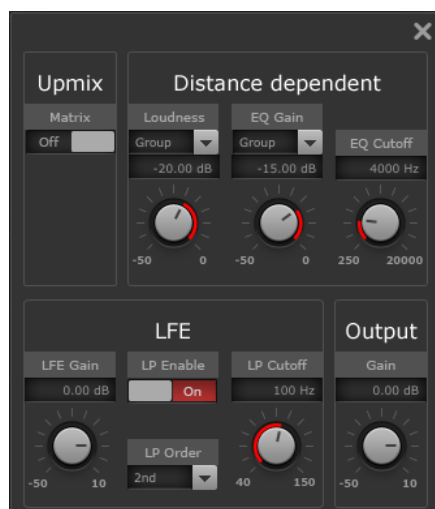 Upmix
Distance dependent
Matrix
Loudness
EQ Gain
Off
Group
Group
EQ Cutoff
-20.00 dB
-15.00 dB
4000 Hz
-50 0
-50 0
250 20000
LFE
Output
LFE Gain
LP Enable
LP Cutoff
Gain
0.00 dB
On
100 Hz
0.00 dB
LP Order
2nd
-50 10
40 150
-50 10